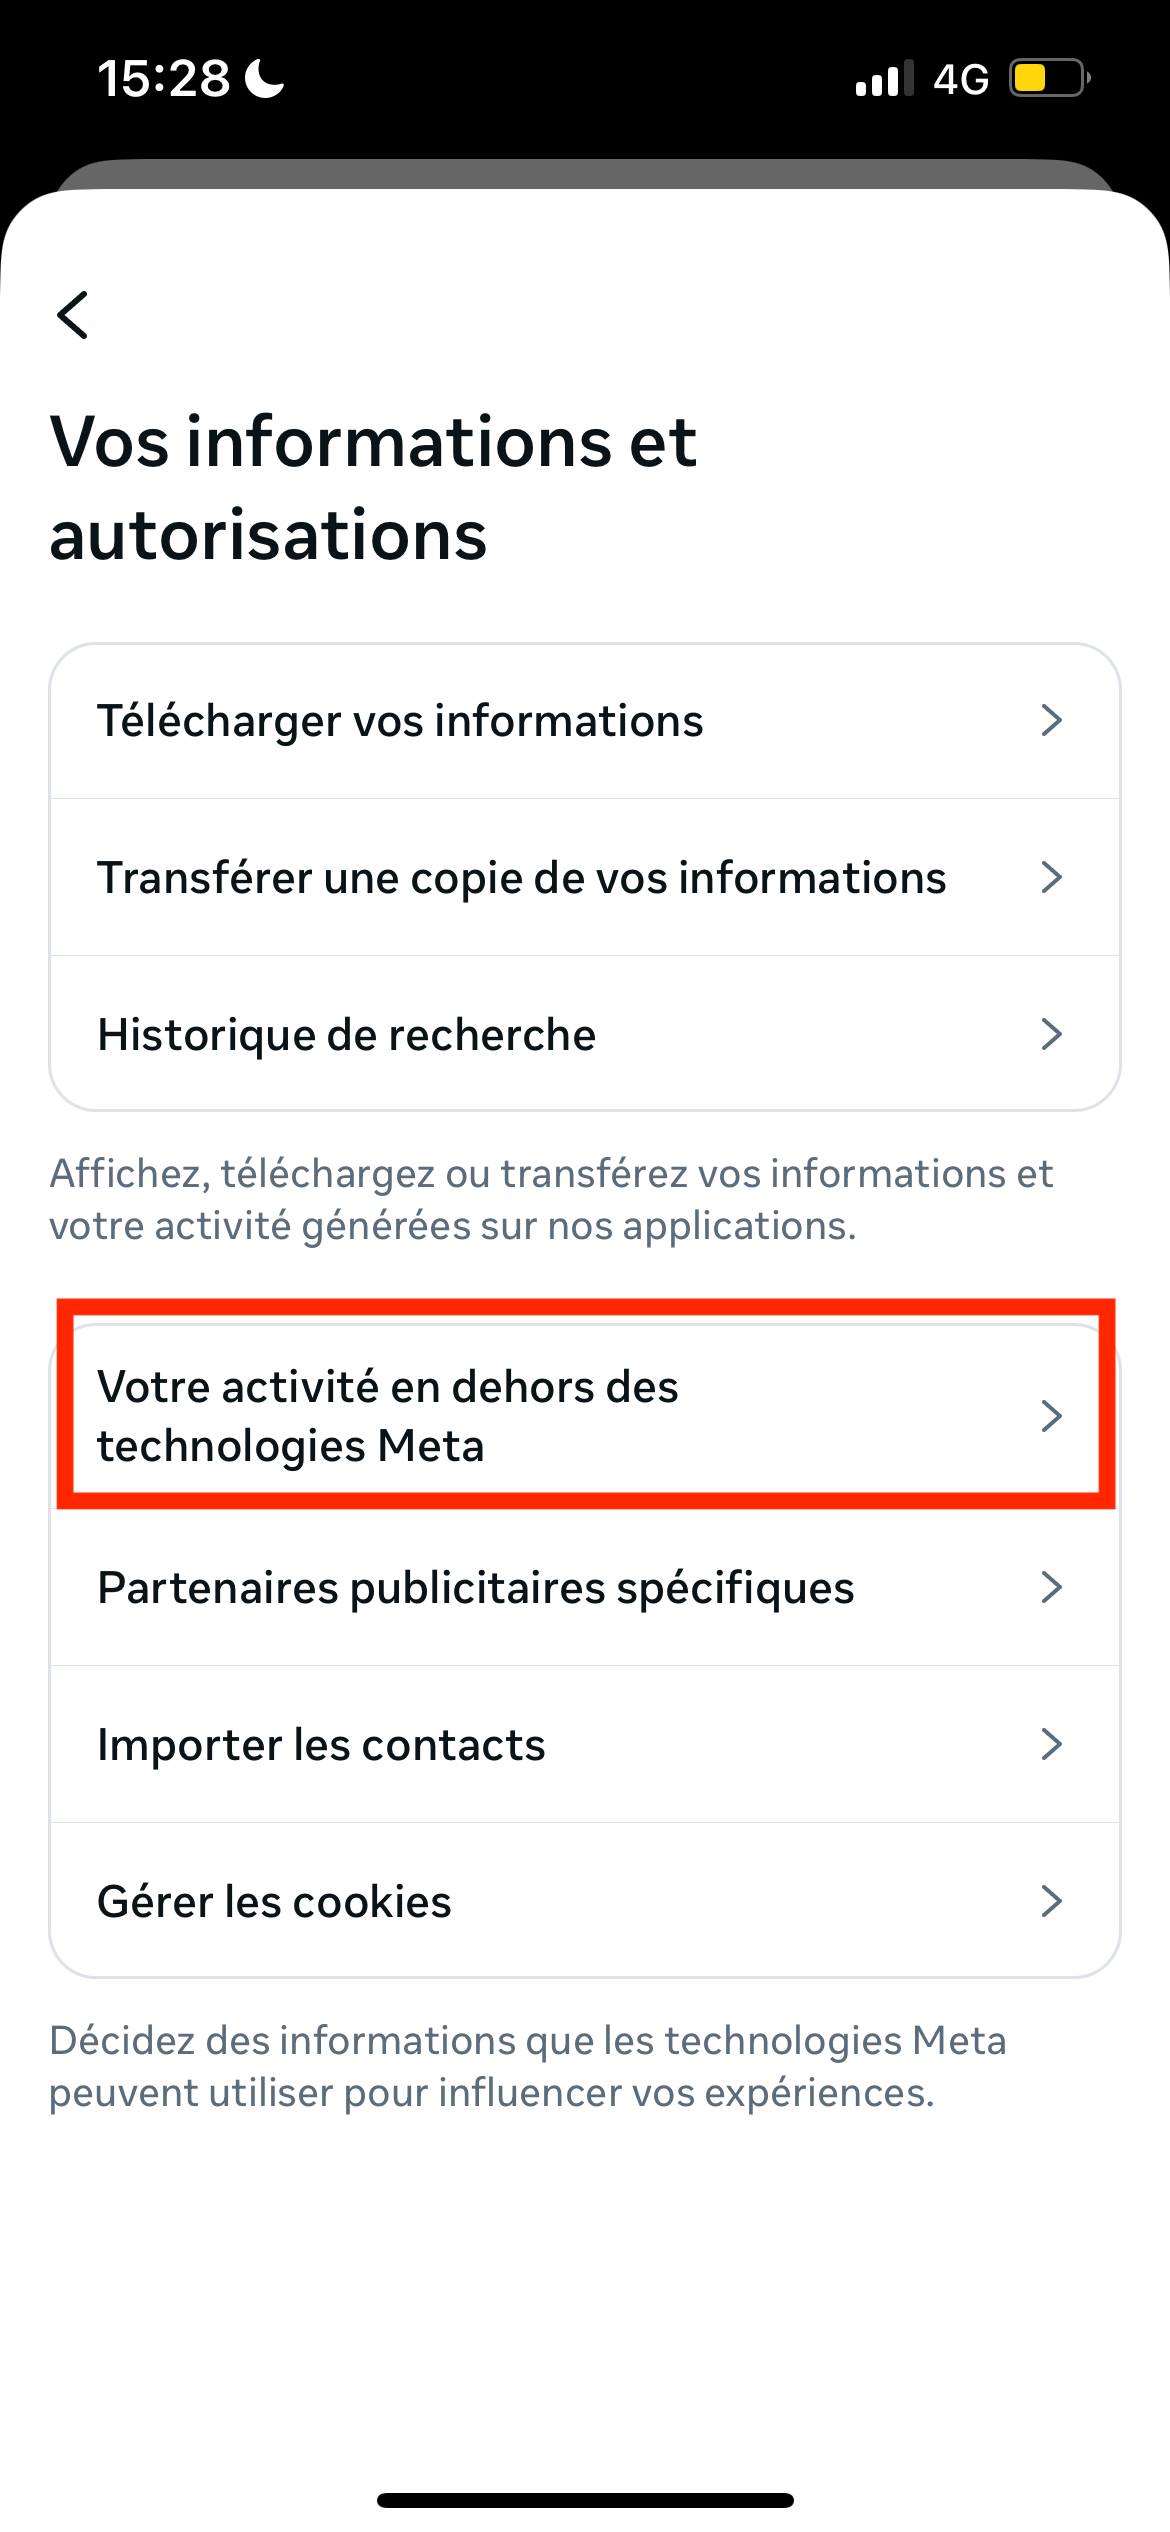 15:28
4G
Vos informations et
autorisations
Télécharger vos informations
Transférer une copie de vos informations
Historique de recherche
Affichez, téléchargez ou transférez vos informations et
votre activité générées sur nos applications.
Votre activité en dehors des
technologies Meta
Partenaires publicitaires spécifiques
Importer les contacts
Gérer les cookies
Décidez des informations que les technologies Meta
peuvent utiliser pour influencer vos expériences.